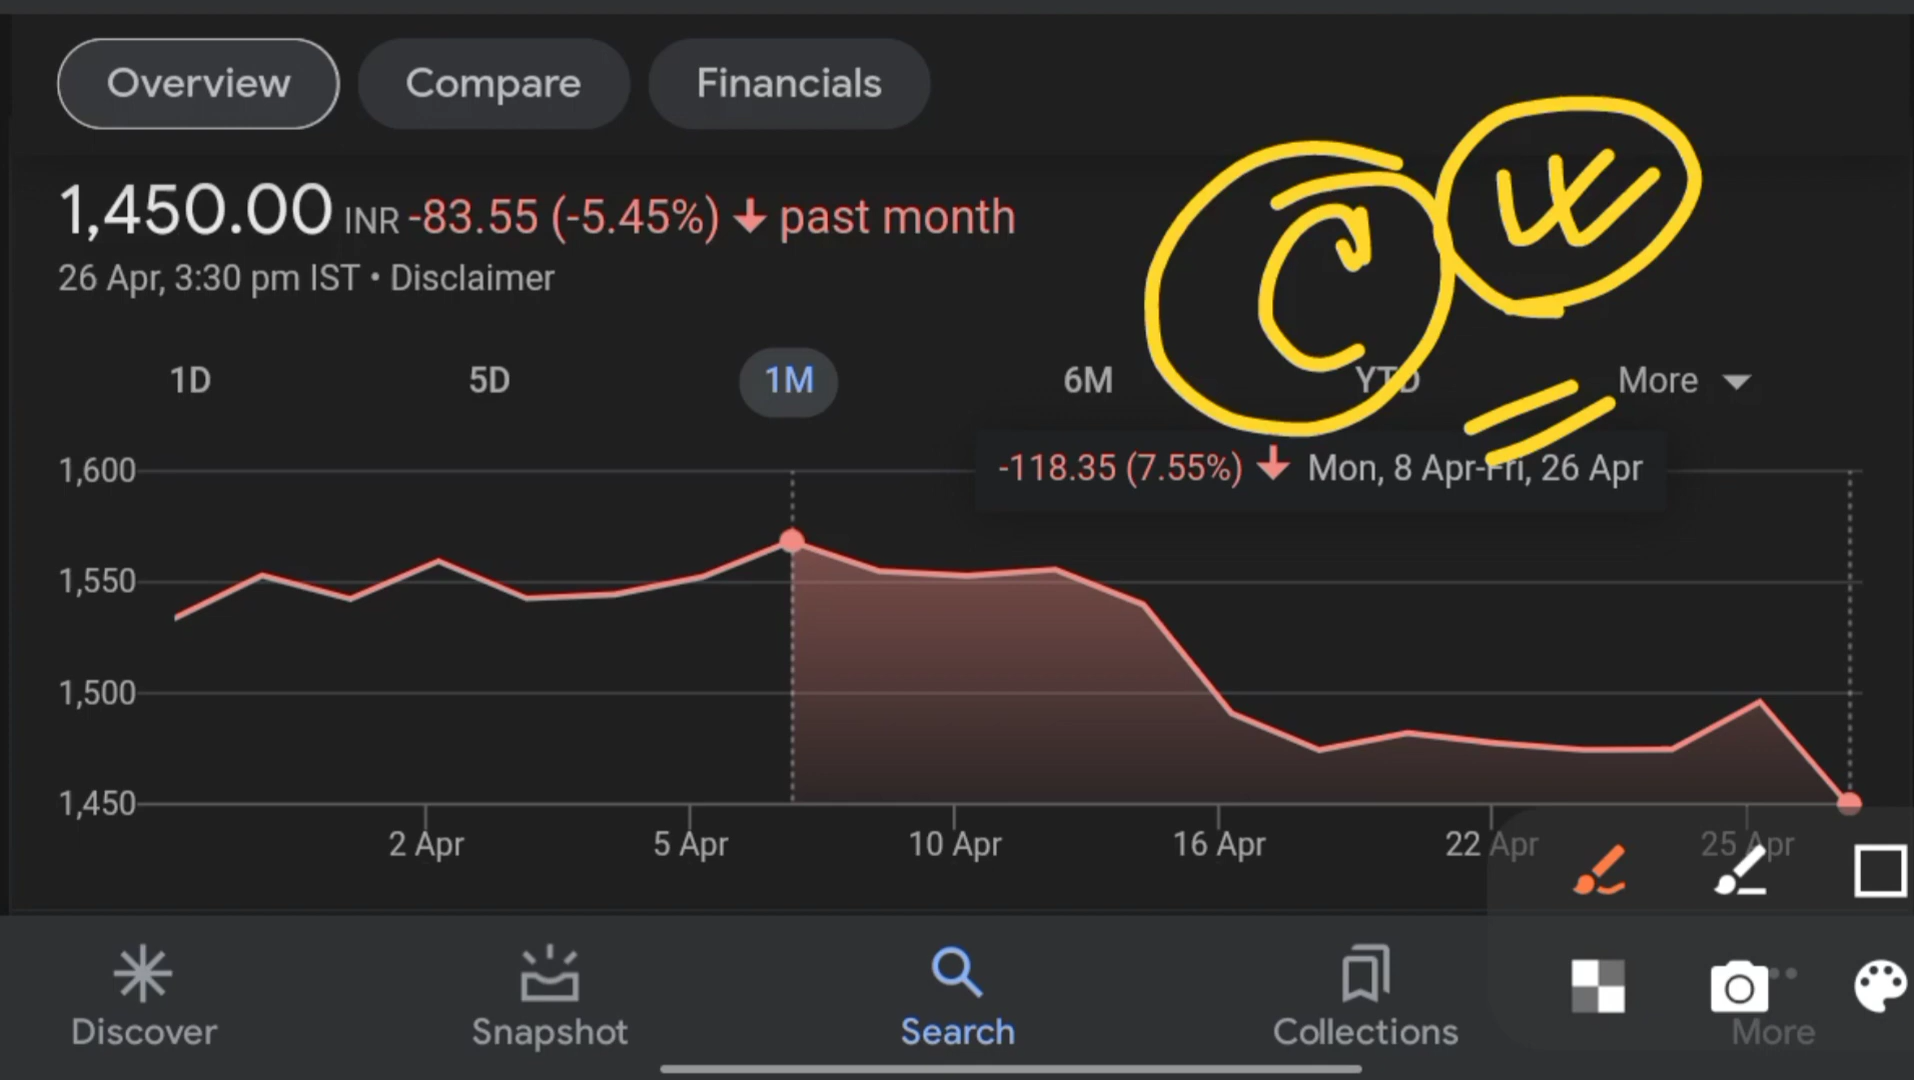 Overview Compare Financials
1,450.00 INR -83.55 (-5.45%) ↓ past month
26 Apr, 3:30 pm IST • Disclaimer
1D 5D 1M 6M YTD More
-118.35 (7.55%) ↓ Mon, 8 Apr-Fri, 26 Apr
1,600
1,550
1,500
1,450
2 Apr 5 Apr 10 Apr 16 Apr 22 Apr 25 Apr
Discover Snapshot Search Collections More